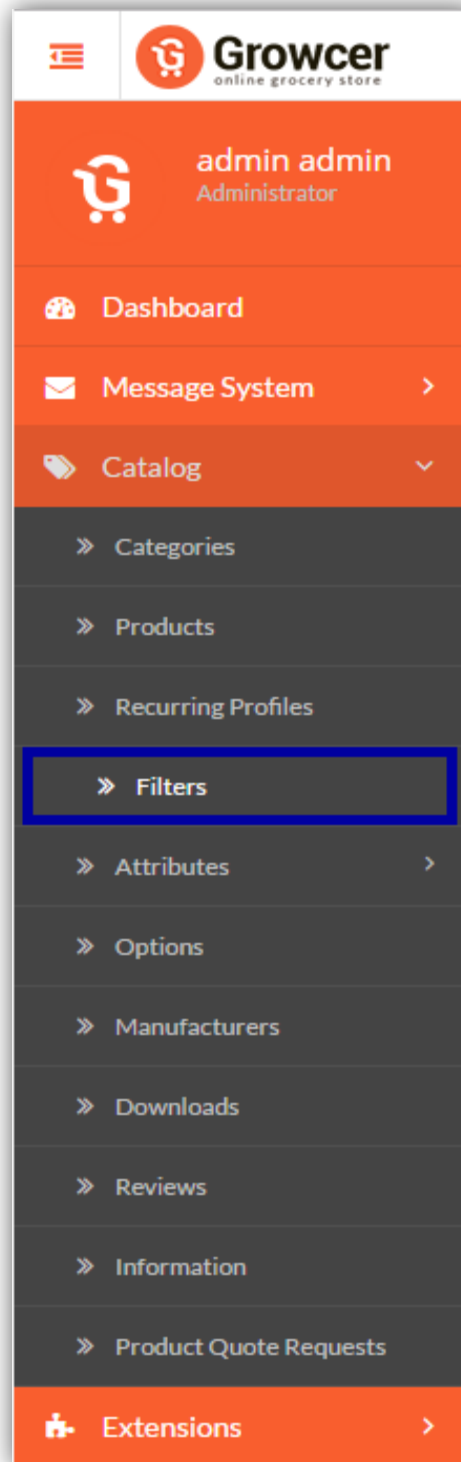 Growcer
online grocery store
admin admin
Administrator
Dashboard
Message System
Catalog
Categories
Products
Recurring Profiles
Filters
Attributes
Options
Manufacturers
Downloads
Reviews
Information
Product Quote Requests
Extensions